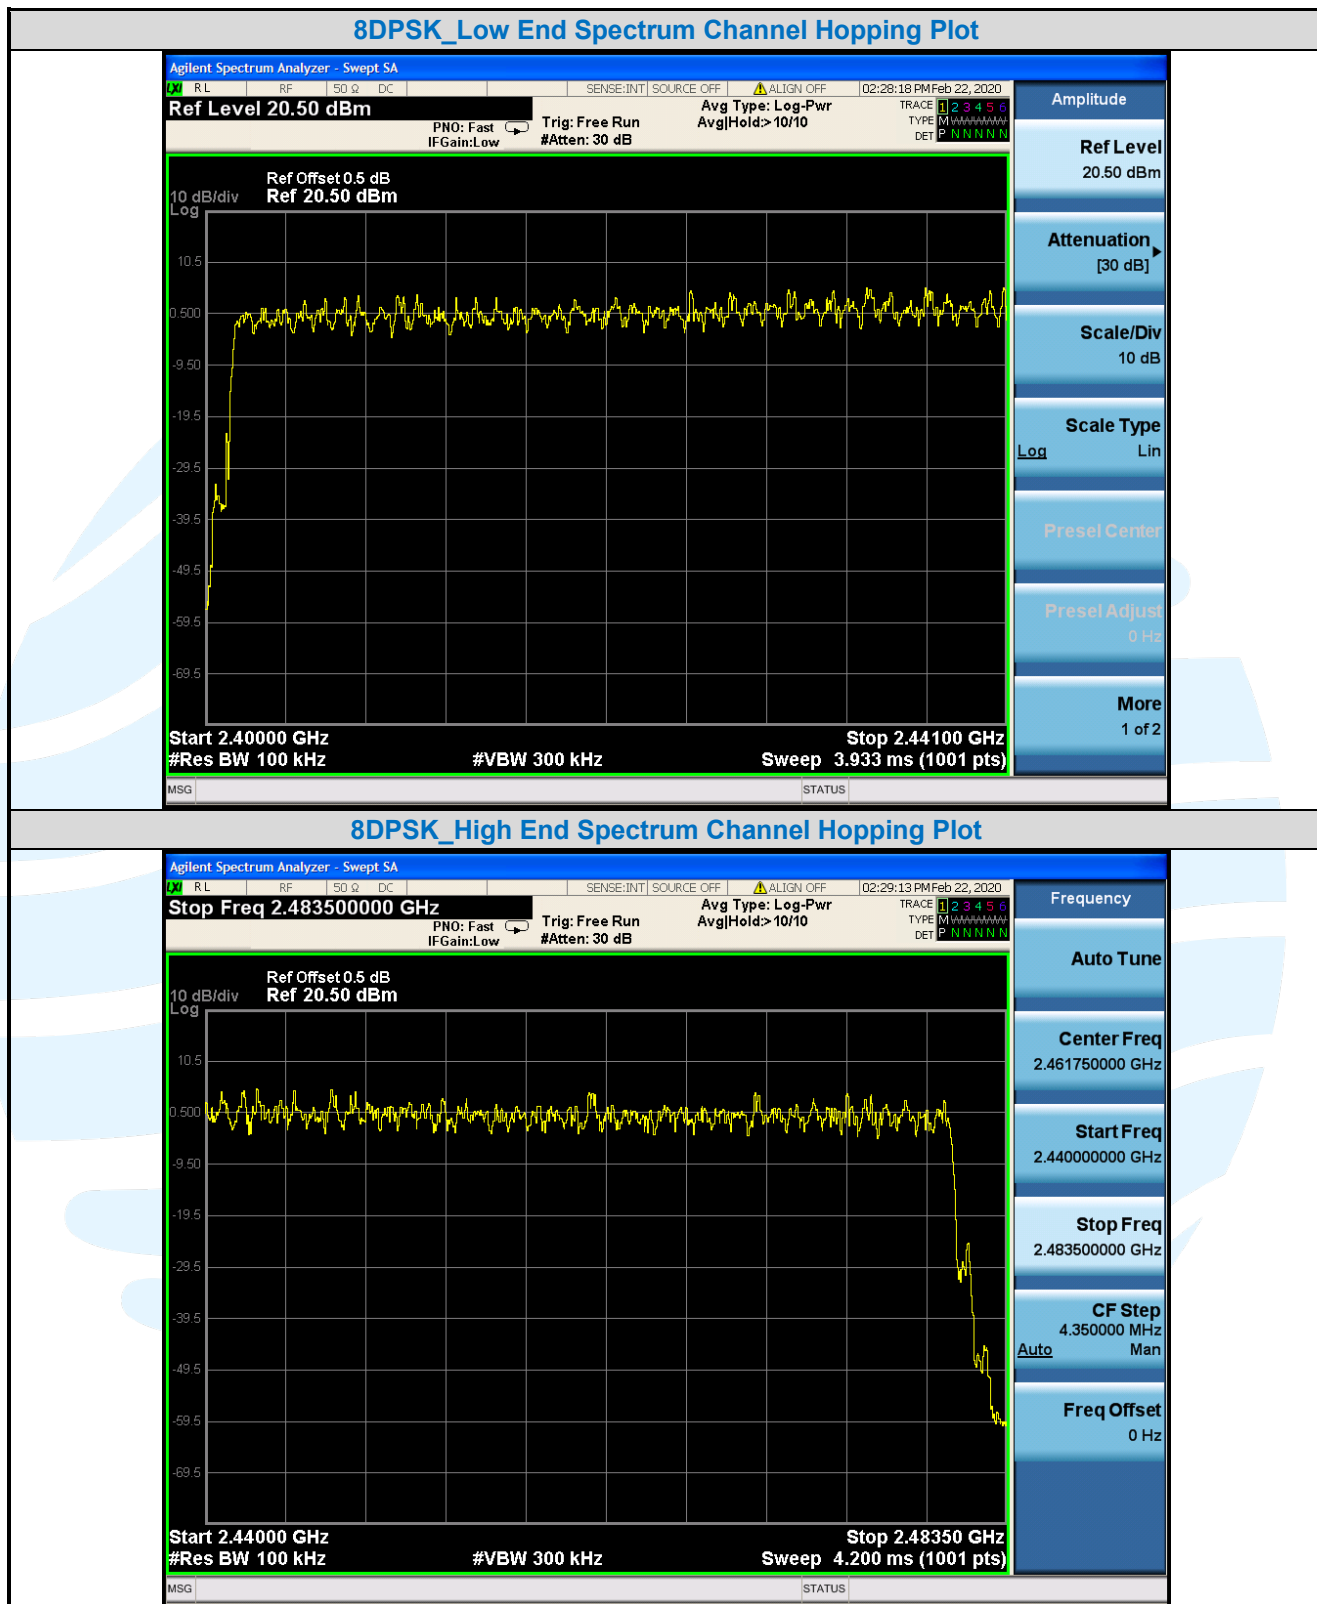 8DPSK_Low End Spectrum Channel Hopping Plot
Agilent Spectrum Analyzer - Swept SA
LXI RL RF 50 Ω DC SENSE:INT SOURCE OFF ALIGN OFF 02:28:18 PM Feb 22, 2020
Ref Level 20.50 dBm
PNO: Fast
IFGain:Low
Trig: Free Run
#Atten: 30 dB
Avg Type: Log-Pwr
Avg|Hold:>10/10
TRACE 1 2 3 4 5 6
TYPE M WWWWW
DET P N N N N N
Ref Offset 0.5 dB
10 dB/div Ref 20.50 dBm
Log
10.5
0.500
-9.50
-19.5
-29.5
-39.5
-49.5
-59.5
-69.5
Start 2.40000 GHz Stop 2.44100 GHz
#Res BW 100 kHz #VBW 300 kHz Sweep 3.933 ms (1001 pts)
MSG STATUS
Amplitude
Ref Level
20.50 dBm
Attenuation
[30 dB]
Scale/Div
10 dB
Scale Type
Log Lin
Presel Center
Presel Adjust
0 Hz
More
1 of 2
8DPSK_High End Spectrum Channel Hopping Plot
Agilent Spectrum Analyzer - Swept SA
LXI RL RF 50 Ω DC SENSE:INT SOURCE OFF ALIGN OFF 02:29:13 PM Feb 22, 2020
Stop Freq 2.483500000 GHz
PNO: Fast
IFGain:Low
Trig: Free Run
#Atten: 30 dB
Avg Type: Log-Pwr
Avg|Hold:>10/10
TRACE 1 2 3 4 5 6
TYPE M WWWWW
DET P N N N N N
Ref Offset 0.5 dB
10 dB/div Ref 20.50 dBm
Log
10.5
0.500
-9.50
-19.5
-29.5
-39.5
-49.5
-59.5
-69.5
Start 2.44000 GHz Stop 2.48350 GHz
#Res BW 100 kHz #VBW 300 kHz Sweep 4.200 ms (1001 pts)
MSG STATUS
Frequency
Auto Tune
Center Freq
2.461750000 GHz
Start Freq
2.440000000 GHz
Stop Freq
2.483500000 GHz
CF Step
4.350000 MHz
Auto Man
Freq Offset
0 Hz